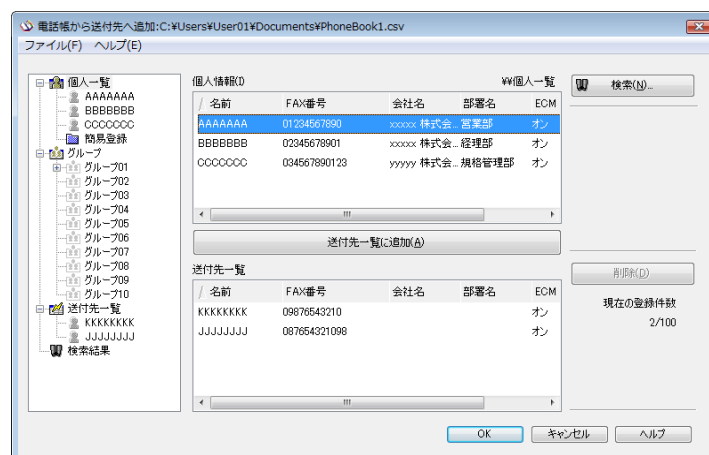 電話帳から送付先へ追加:C:¥Users¥User01¥Documents¥PhoneBook1.csv
ファイル(F) ヘルプ(E)
個人一覧
AAAAAAA
BBBBBBB
CCCCCCC
簡易登録
グループ
グループ01
グループ02
グループ03
グループ04
グループ05
グループ06
グループ07
グループ08
グループ09
グループ10
送付先一覧
KKKKKKKK
JJJJJJJJ
検索結果
個人情報(I) ¥¥個人一覧
名前 FAX番号 会社名 部署名 ECM
AAAAAAA 01234567890 xxxxx 株式会... 営業部 オン
BBBBBBB 02345678901 xxxxx 株式会... 経理部 オン
CCCCCCC 034567890123 yyyyy 株式会... 規格管理部 オン
送付先一覧に追加(A)
送付先一覧
名前 FAX番号 会社名 部署名 ECM
KKKKKKKK 09876543210 オン
JJJJJJJJ 087654321098 オン
検索(N)...
削除(D)
現在の登録件数
2/100
OK キャンセル ヘルプ